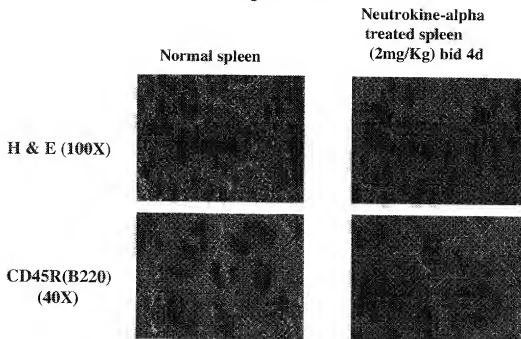 Neutrokine-alpha
treated spleen
(2mg/Kg) bid 4d
Normal spleen
H & E (100X)
CD45R(B220)
(40X)